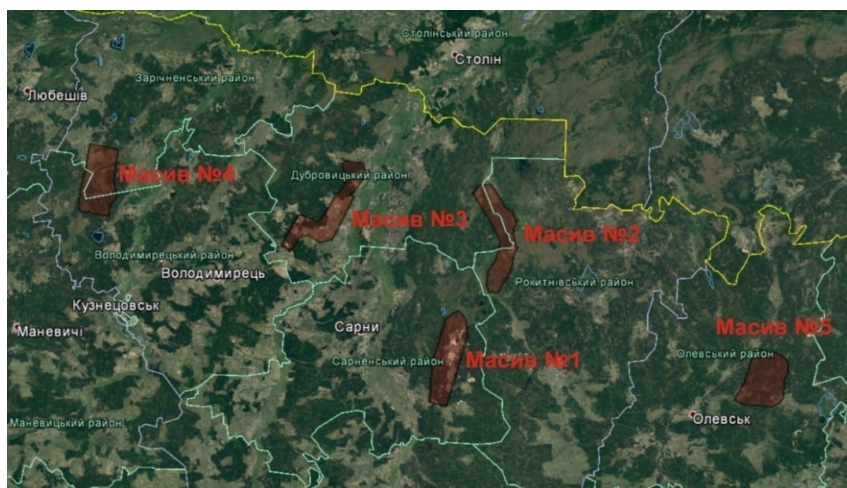 Столінський район
Столін
Зарічненський район
Любешів
Дубровицький район
Масив №4
Масив №3
Масив №2
Володимирецький район
Володимирець
Рокитнівський район
Кузнецовськ
Маневичі
Сарни
Масив №5
Сарненський район
Масив №1
Олевський район
Маневицький район
Олевськ